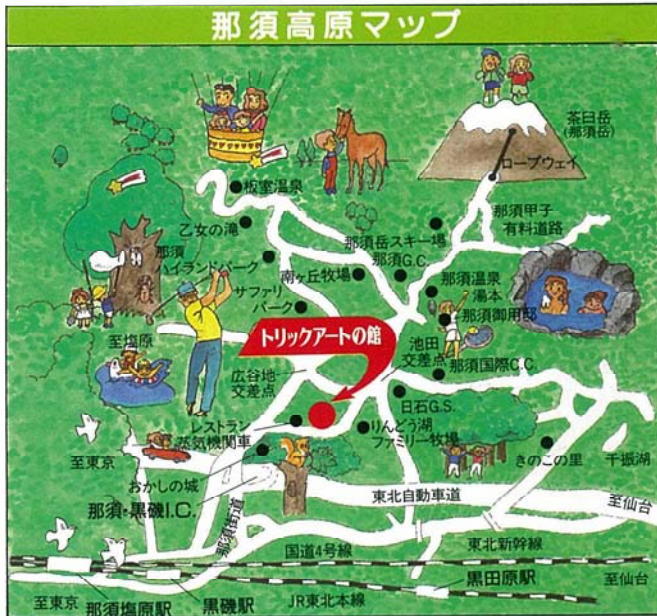 那須高原マップ
茶臼岳
(那須岳)
ロープウェイ
板室温泉
乙女の滝
那須
ハイランドパーク
那須甲子
有料道路
那須岳スキー場
那須G.C.
南ヶ丘牧場
サファリ
パーク
那須温泉
湯本
那須御用邸
至塩原
トリックアートの館
池田
交差点
広谷地
交差点
那須国際C.C.
日石G.S.
レストラン
蒸気機関車
りんどう湖
ファミリー牧場
きのこの里
千振湖
至東京
おかしの城
那須・黒磯I.C.
那須街道
東北自動車道
至仙台
国道4号線
東北新幹線
黒田原駅
至仙台
至東京
那須塩原駅
黒磯駅
JR東北本線